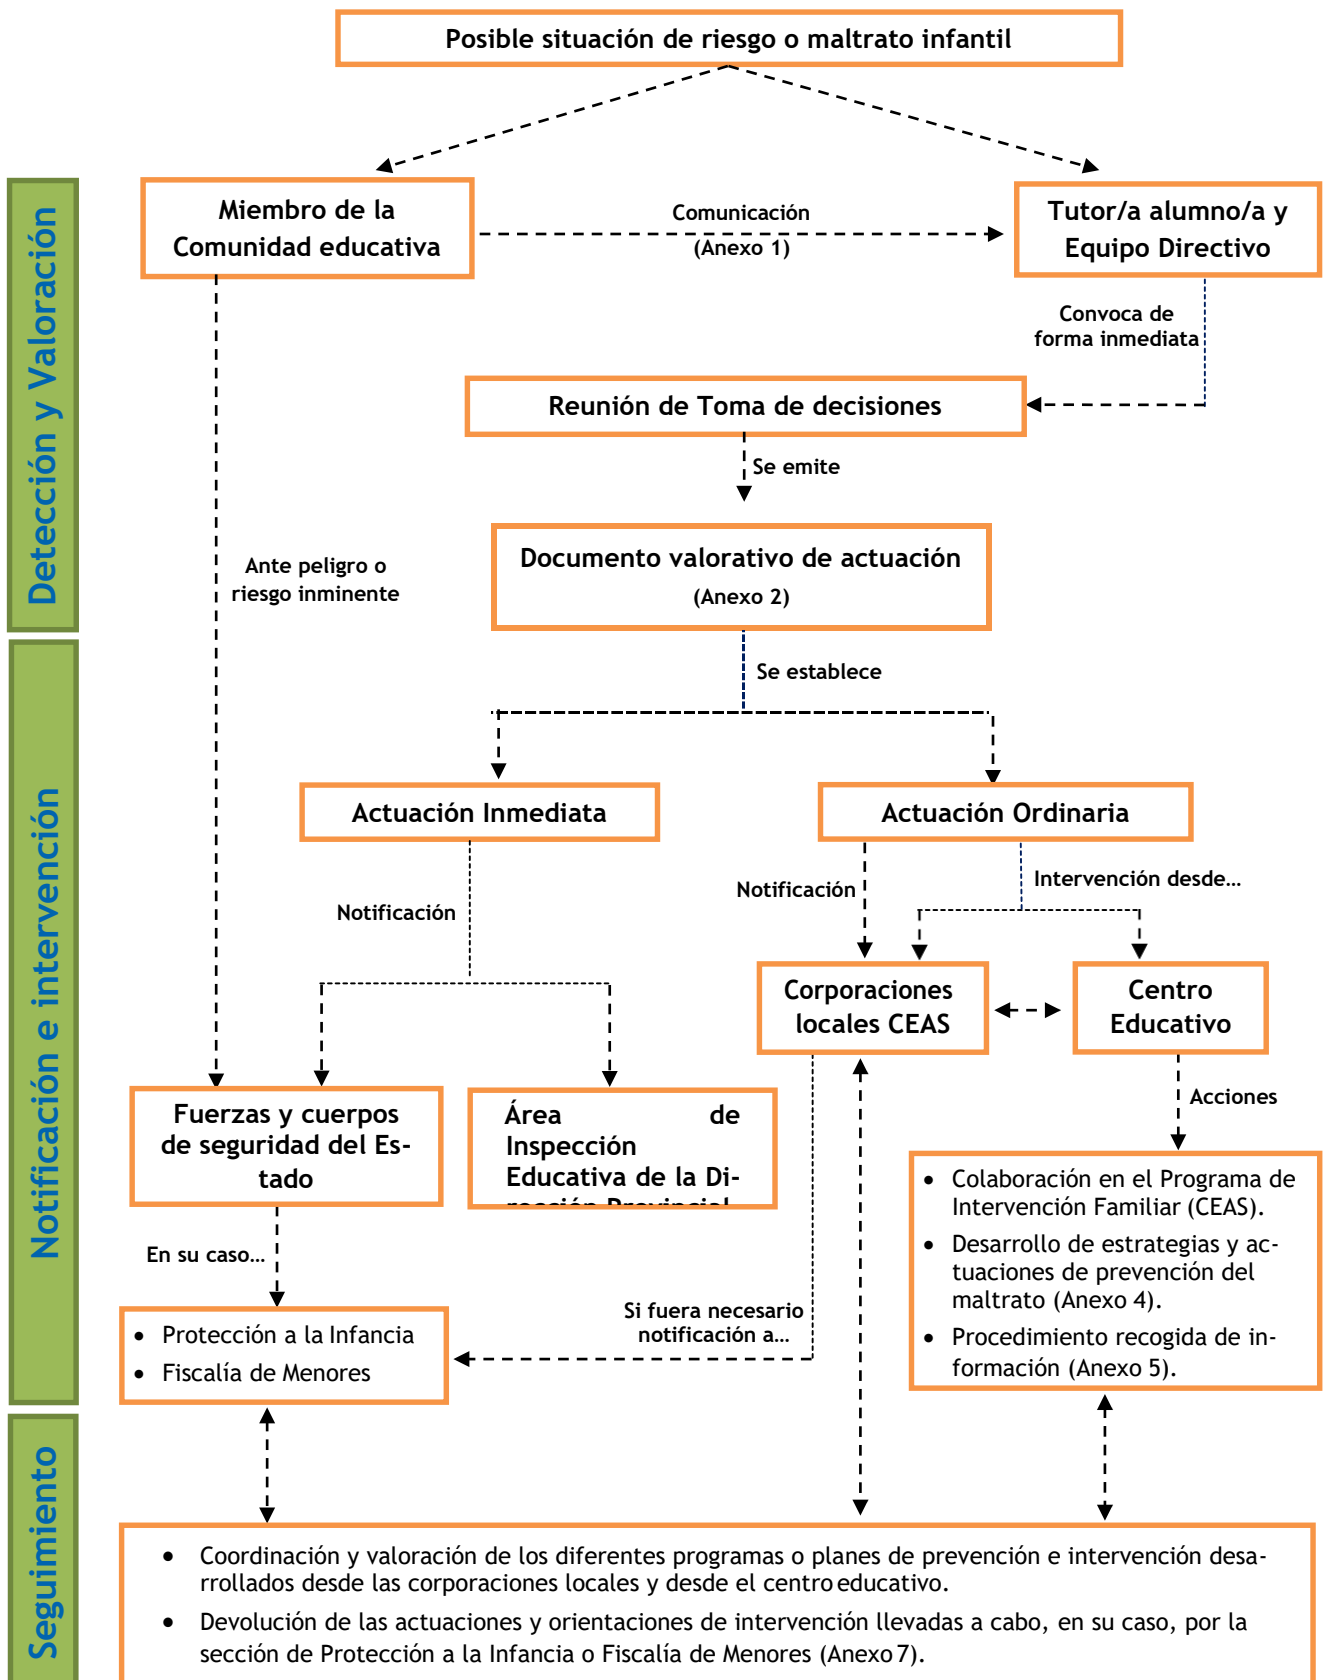 Posible situación de riesgo o maltrato infantil
Detección y Valoración
Miembro de la
Comunidad educativa
Comunicación
(Anexo 1)
Tutor/a alumno/a y
Equipo Directivo
Convoca de
forma inmediata
Reunión de Toma de decisiones
Se emite
Documento valorativo de actuación
(Anexo 2)
Ante peligro o
riesgo inminente
Se establece
Notificación e intervención
Actuación Inmediata
Actuación Ordinaria
Notificación
Notificación
Intervención desde…
Corporaciones
locales CEAS
Centro
Educativo
Acciones
Fuerzas y cuerpos
de seguridad del Es-
tado
Área de
Inspección
Educativa de la Di-
rección Provincial
• Colaboración en el Programa de
Intervención Familiar (CEAS).
• Desarrollo de estrategias y ac-
tuaciones de prevención del
maltrato (Anexo 4).
• Procedimiento recogida de in-
formación (Anexo 5).
En su caso…
• Protección a la Infancia
• Fiscalía de Menores
Si fuera necesario
notificación a…
Seguimiento
• Coordinación y valoración de los diferentes programas o planes de prevención e intervención desa-
rrollados desde las corporaciones locales y desde el centro educativo.
• Devolución de las actuaciones y orientaciones de intervención llevadas a cabo, en su caso, por la
sección de Protección a la Infancia o Fiscalía de Menores (Anexo 7).